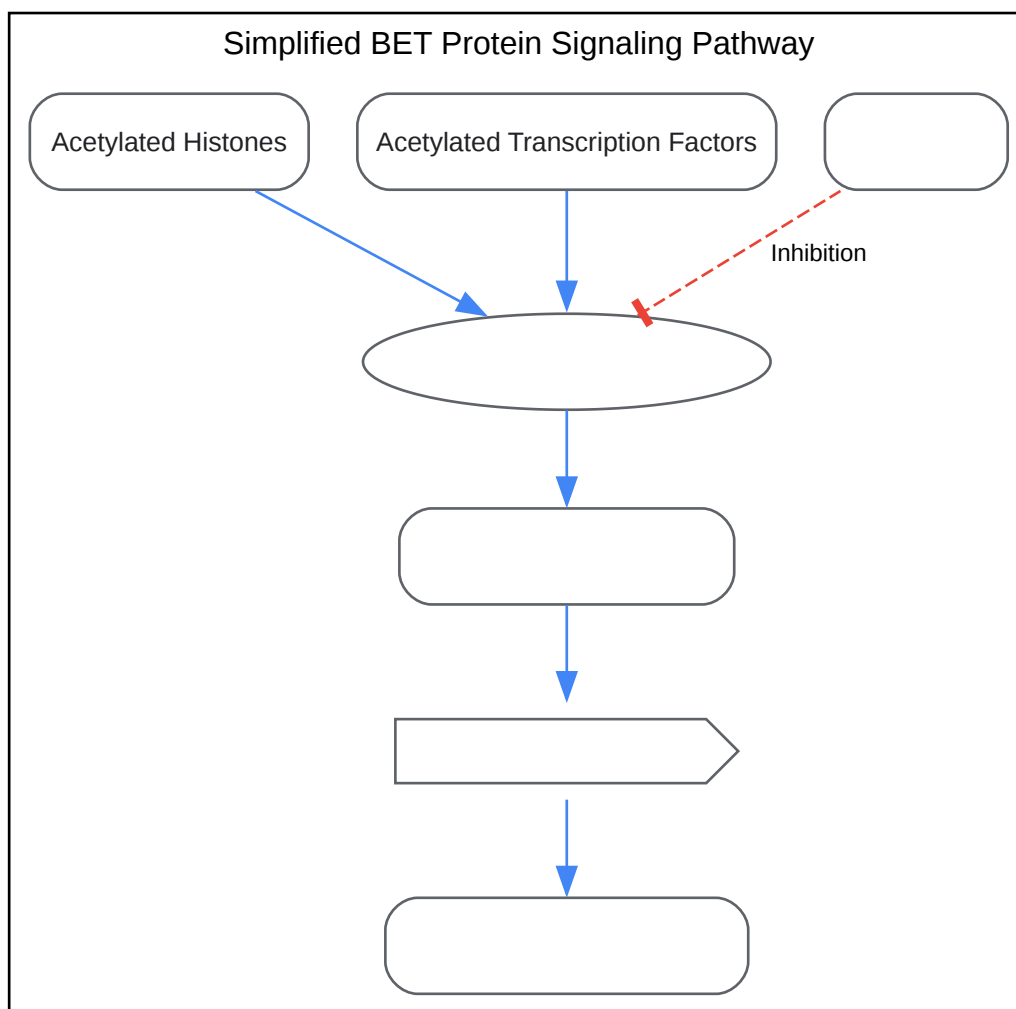 Simplified BET Protein Signaling Pathway
Acetylated Histones
Acetylated Transcription Factors
Inhibition